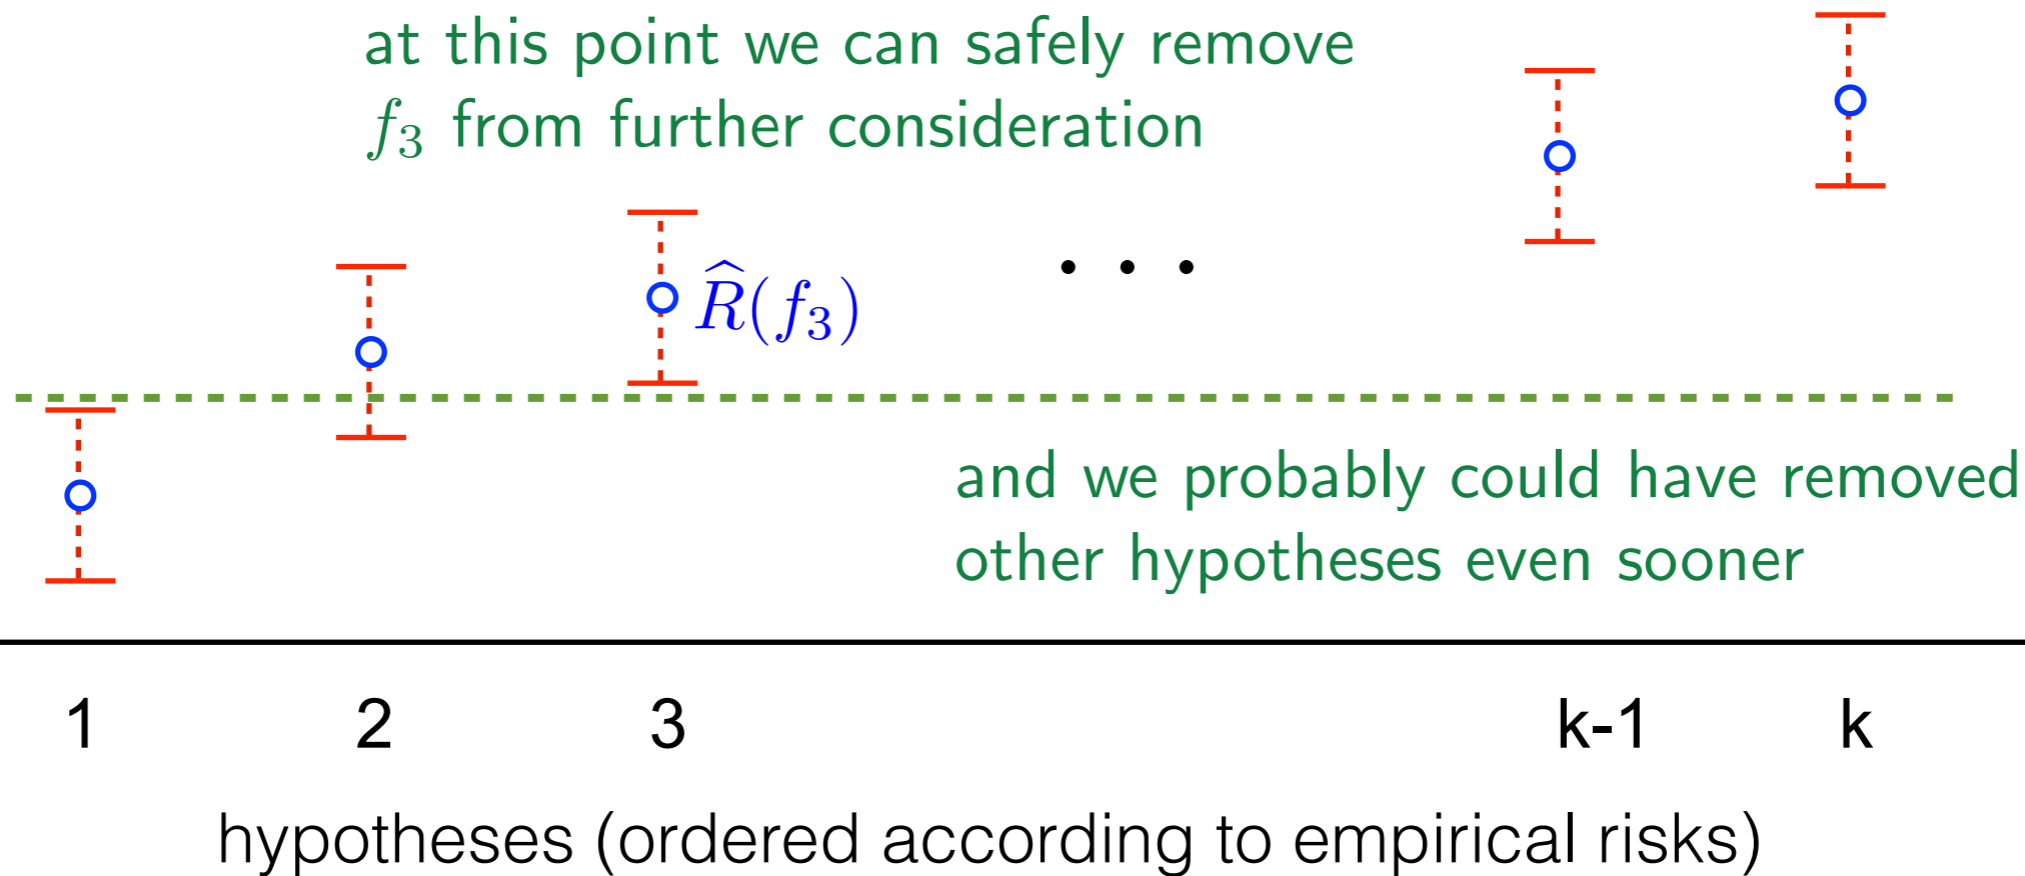 at this point we can safely remove
f₃ from further consideration
R̂(f₃)
. . .
and we probably could have removed
other hypotheses even sooner
1 2 3 k-1 k
hypotheses (ordered according to empirical risks)